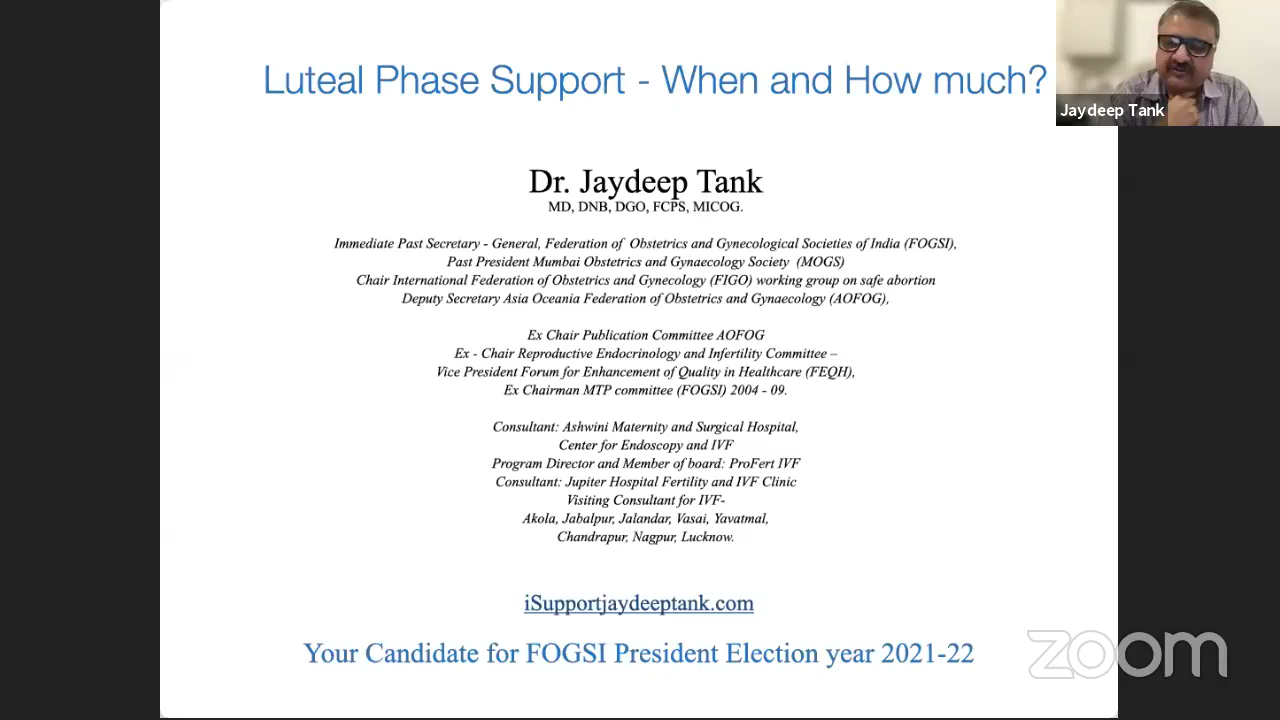 Luteal Phase Support - When and How much?
Jaydeep Tank
Dr. Jaydeep Tank
MD, DNB, DGO, FCPS, MICOG.
Immediate Past Secretary - General, Federation of Obstetrics and Gynecological Societies of India (FOGSI),
Past President Mumbai Obstetrics and Gynaecology Society (MOGS)
Chair International Federation of Obstetrics and Gynecology (FIGO) working group on safe abortion
Deputy Secretary Asia Oceania Federation of Obstetrics and Gynaecology (AOFOG),
Ex Chair Publication Committee AOFOG
Ex - Chair Reproductive Endocrinology and Infertility Committee –
Vice President Forum for Enhancement of Quality in Healthcare (FEQH),
Ex Chairman MTP committee (FOGSI) 2004 - 09.
Consultant: Ashwini Maternity and Surgical Hospital,
Center for Endoscopy and IVF
Program Director and Member of board: ProFert IVF
Consultant: Jupiter Hospital Fertility and IVF Clinic
Visiting Consultant for IVF-
Akola, Jabalpur, Jalandar, Vasai, Yavatmal,
Chandrapur, Nagpur, Lucknow.
iSupportjaydeeptank.com
Your Candidate for FOGSI President Election year 2021-22
zoom